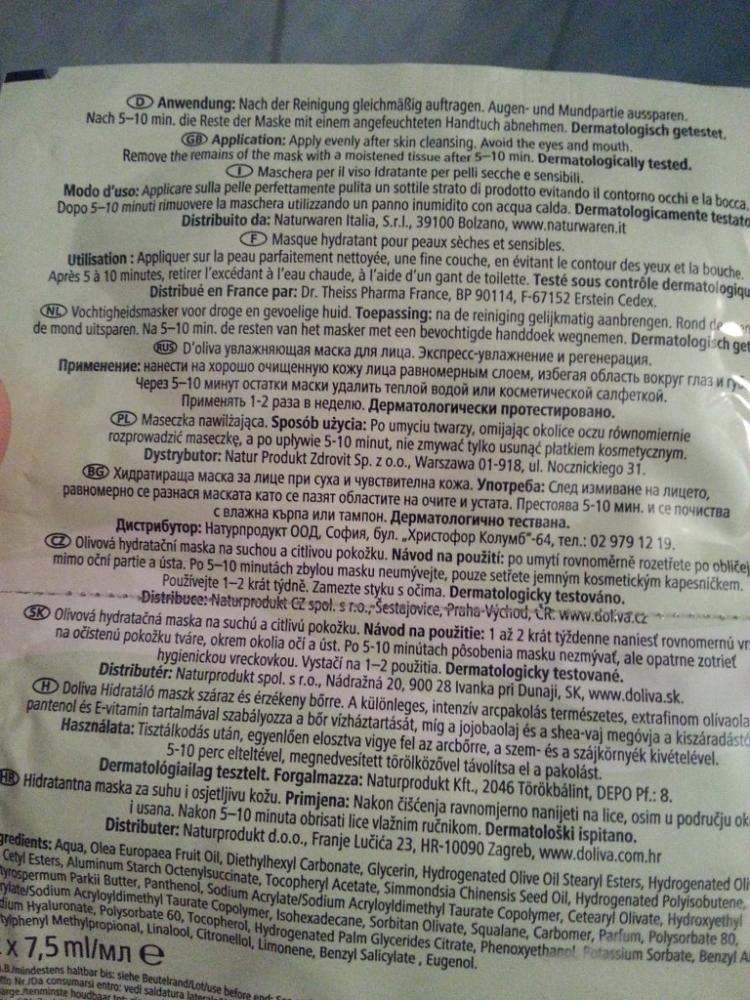 D Anwendung: Nach der Reinigung gleichmäßig auftragen. Augen- und Mundpartie aussparen.
Nach 5–10 min. die Reste der Maske mit einem angefeuchteten Handtuch abnehmen. Dermatologisch getestet.
GB Application: Apply evenly after skin cleansing. Avoid the eyes and mouth.
Remove the remains of the mask with a moistened tissue after 5–10 min. Dermatologically tested.
I Maschera per il viso Idratante per pelli secche e sensibili.
Modo d'uso: Applicare sulla pelle perfettamente pulita un sottile strato di prodotto evitando il contorno occhi e la bocca.
Dopo 5–10 minuti rimuovere la maschera utilizzando un panno inumidito con acqua calda. Dermatologicamente testato
Distribuito da: Naturwaren Italia, S.r.l., 39100 Bolzano, www.naturwaren.it
F Masque hydratant pour peaux sèches et sensibles.
Utilisation : Appliquer sur la peau parfaitement nettoyée, une fine couche, en évitant le contour des yeux et la bouche.
Après 5 à 10 minutes, retirer l'excédant à l'eau chaude, à l'aide d'un gant de toilette. Testé sous contrôle dermatologiqu
Distribué en France par: Dr. Theiss Pharma France, BP 90114, F-67152 Erstein Cedex.
NL Vochtigheidsmasker voor droge en gevoelige huid. Toepassing: na de reiniging gelijkmatig aanbrengen. Rond de
de mond uitsparen. Na 5–10 min. de resten van het masker met een bevochtigde handdoek wegnemen. Dermatologisch get
RUS D'oliva увлажняющая маска для лица. Экспресс-увлажнение и регенерация.
Применение: нанести на хорошо очищенную кожу лица равномерным слоем, избегая область вокруг глаз и гу
Через 5–10 минут остатки маски удалить теплой водой или косметической салфеткой.
Применять 1-2 раза в неделю. Дерматологически протестировано.
PL Maseczka nawilżająca. Sposób użycia: Po umyciu twarzy, omijając okolice oczu równomiernie
rozprowadzić maseczkę, a po upływie 5-10 minut, nie zmywać tylko usunąć płatkiem kosmetycznym.
Dystrybutor: Natur Produkt Zdrovit Sp. z o.o., Warszawa 01-918, ul. Nocznickiego 31.
BG Хидратираща маска за лице при суха и чувствителна кожа. Употреба: След измиване на лицето,
равномерно се разнася маската като се пазят областите на очите и устата. Престоява 5-10 мин. и се почиства
с влажна кърпа или тампон. Дерматологично тествана.
Дистрибутор: Натурпродукт ООД, София, бул. „Христофор Колумб"-64, тел.: 02 979 12 19.
CZ Olivová hydratační maska na suchou a citlivou pokožku. Návod na použití: po umytí rovnoměrně rozetřete po obličej
mimo oční partie a ústa. Po 5–10 minutách zbylou masku neumývejte, pouze setřete jemným kosmetickým kapesníčkem.
Používejte 1–2 krát týdně. Zamezte styku s očima. Dermatologicky testováno.
Distribuce: Naturprodukt CZ spol. s r.o., Šestajovice, Praha-Východ, ČR. www.doliva.cz
SK Olivová hydratačná maska na suchú a citlivú pokožku. Návod na použitie: 1 až 2 krát týždenne naniesť rovnomernú vr
na očistenú pokožku tváre, okrem okolia očí a úst. Po 5-10 minútach pôsobenia masku nezmývať, ale opatrne zotrieť
hygienickou vreckovkou. Vystačí na 1–2 použitia. Dermatologicky testované.
Distributér: Naturprodukt spol. s r.o., Nádražná 20, 900 28 Ivanka pri Dunaji, SK, www.doliva.sk.
H Doliva Hidratáló maszk száraz és érzékeny bőrre. A különleges, intenzív arcpakolás természetes, extrafinom olívaola
pantenol és E-vitamin tartalmával szabályozza a bőr vízháztartását, míg a jojobaolaj és a shea-vaj megóvja a kiszáradástó
Használata: Tisztálkodás után, egyenlően elosztva vigye fel az arcbőrre, a szem- és a szájkörnyék kivételével.
5-10 perc elteltével, megnedvesített törölközővel távolítsa el a pakolást.
Dermatológiailag tesztelt. Forgalmazza: Naturprodukt Kft., 2046 Törökbálint, DEPO Pf.: 8.
HR Hidratantna maska za suhu i osjetljivu kožu. Primjena: Nakon čišćenja ravnomjerno nanijeti na lice, osim u području ok
i usana. Nakon 5–10 minuta obrisati lice vlažnim ručnikom. Dermatološki ispitano.
Distributer: Naturprodukt d.o.o., Franje Lučića 23, HR-10090 Zagreb, www.doliva.com.hr
gredients: Aqua, Olea Europaea Fruit Oil, Diethylhexyl Carbonate, Glycerin, Hydrogenated Olive Oil Stearyl Esters, Hydrogenated Oli
Cetyl Esters, Aluminum Starch Octenylsuccinate, Tocopheryl Acetate, Simmondsia Chinensis Seed Oil, Hydrogenated Polyisobutene,
tyrospermum Parkii Butter, Panthenol, Sodium Acrylate/Sodium Acryloyldimethyl Taurate Copolymer, Cetearyl Olivate, Hydroxyethyl
rylate/Sodium Acryloyldimethyl Taurate Copolymer, Isohexadecane, Sorbitan Olivate, Squalane, Carbomer, Parfum, Polysorbate 80,
dium Hyaluronate, Polysorbate 60, Tocopherol, Hydrogenated Palm Glycerides Citrate, Phenoxyethanol, Potassium Sorbate, Benzyl Al
tylphenyl Methylpropional, Linalool, Citronellol, Limonene, Benzyl Salicylate , Eugenol.
x 7,5 ml/мл e
mindestens haltbar bis: siehe Beutelrand/Lot/use before end:
Nr./Da consumarsi entro: vedi saldatura